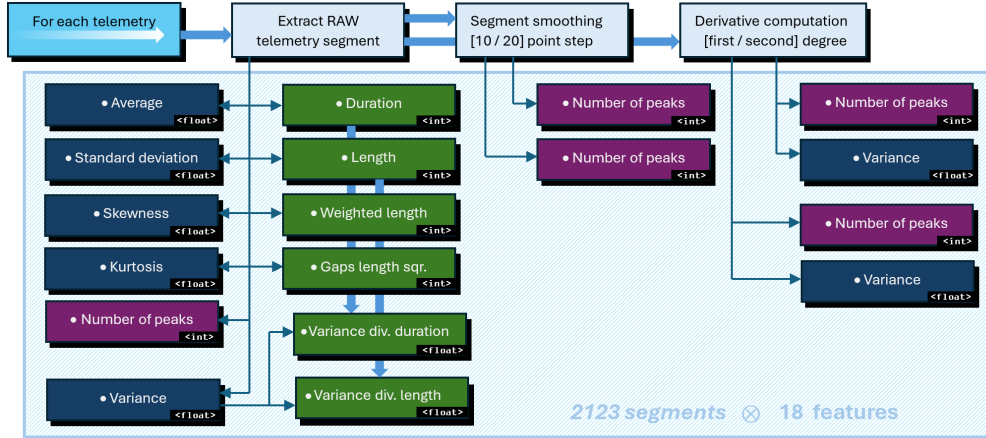 For each telemetry
Extract RAW
telemetry segment
Segment smoothing
[10 / 20] point step
Derivative computation
[first / second] degree
• Average
<float>
• Standard deviation
<float>
• Skewness
<float>
• Kurtosis
<float>
• Number of peaks
<int>
• Variance
<float>
• Duration
<int>
• Length
<int>
• Weighted length
<int>
• Gaps length sqr.
<int>
• Variance div. duration
<float>
• Variance div. length
<float>
• Number of peaks
<int>
• Number of peaks
<int>
• Number of peaks
<int>
• Variance
<float>
• Number of peaks
<int>
• Variance
<float>
2123 segments ⊗ 18 features